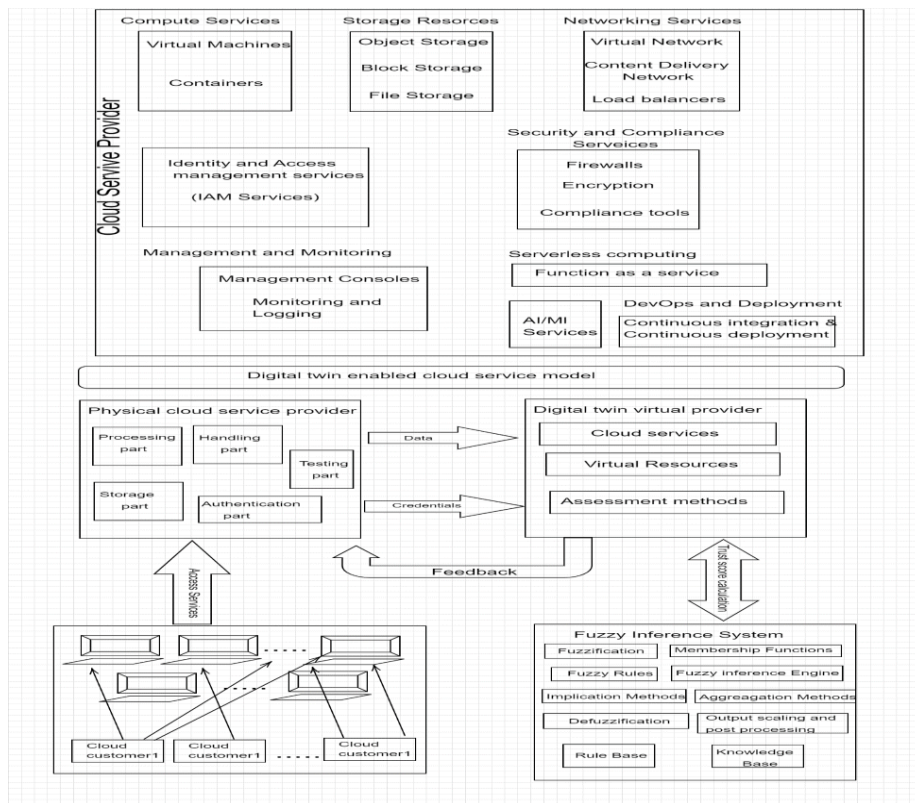 Compute Services
Storage Resorces
Networking Services
Virtual Machines
Containers
Object Storage
Block Storage
File Storage
Virtual Network
Content Delivery
Network
Load balancers
Cloud Servive Provider
Identity and Access
management services
(IAM Services)
Security and Compliance
Serveices
Firewalls
Encryption
Compliance tools
Management and Monitoring
Management Consoles
Monitoring and
Logging
Serverless computing
Function as a service
AI/MI
Services
DevOps and Deployment
Continuous integration &
Continuous deployment
Digital twin enabled cloud service model
Physical cloud service provider
Processing
part
Handling
part
Testing
part
Storage
part
Authentication
part
Data
Credentials
Digital twin virtual provider
Cloud services
Virtual Resources
Assessment methods
Feedback
Access Services
Trust score calculation
Cloud
customer1
Cloud
customer1
Cloud
customer1
Fuzzy Inference System
Fuzzification
Membership Functions
Fuzzy Rules
Fuzzy inference Engine
Implication Methods
Aggreagation Methods
Defuzzification
Output scaling and
post processing
Rule Base
Knowledge
Base